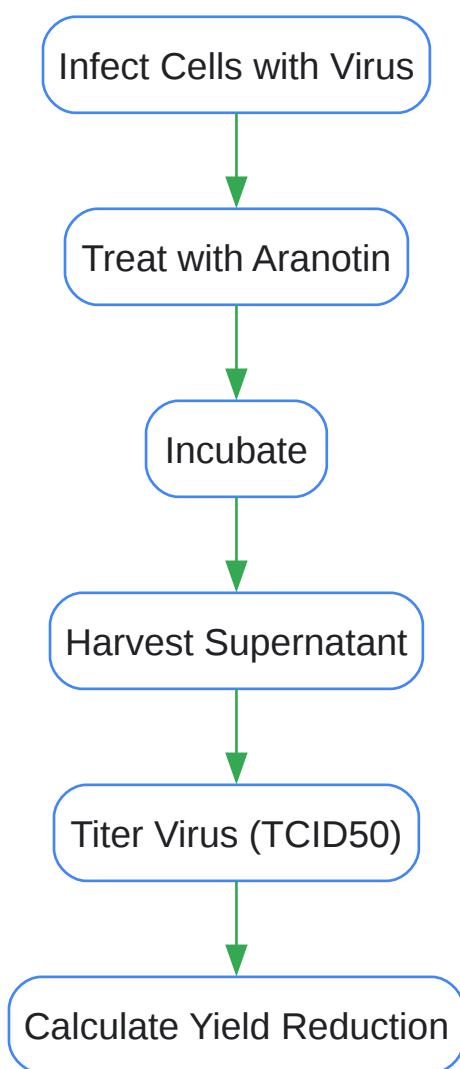 Infect Cells with Virus
Treat with Aranotin
Incubate
Harvest Supernatant
Titer Virus (TCID50)
Calculate Yield Reduction